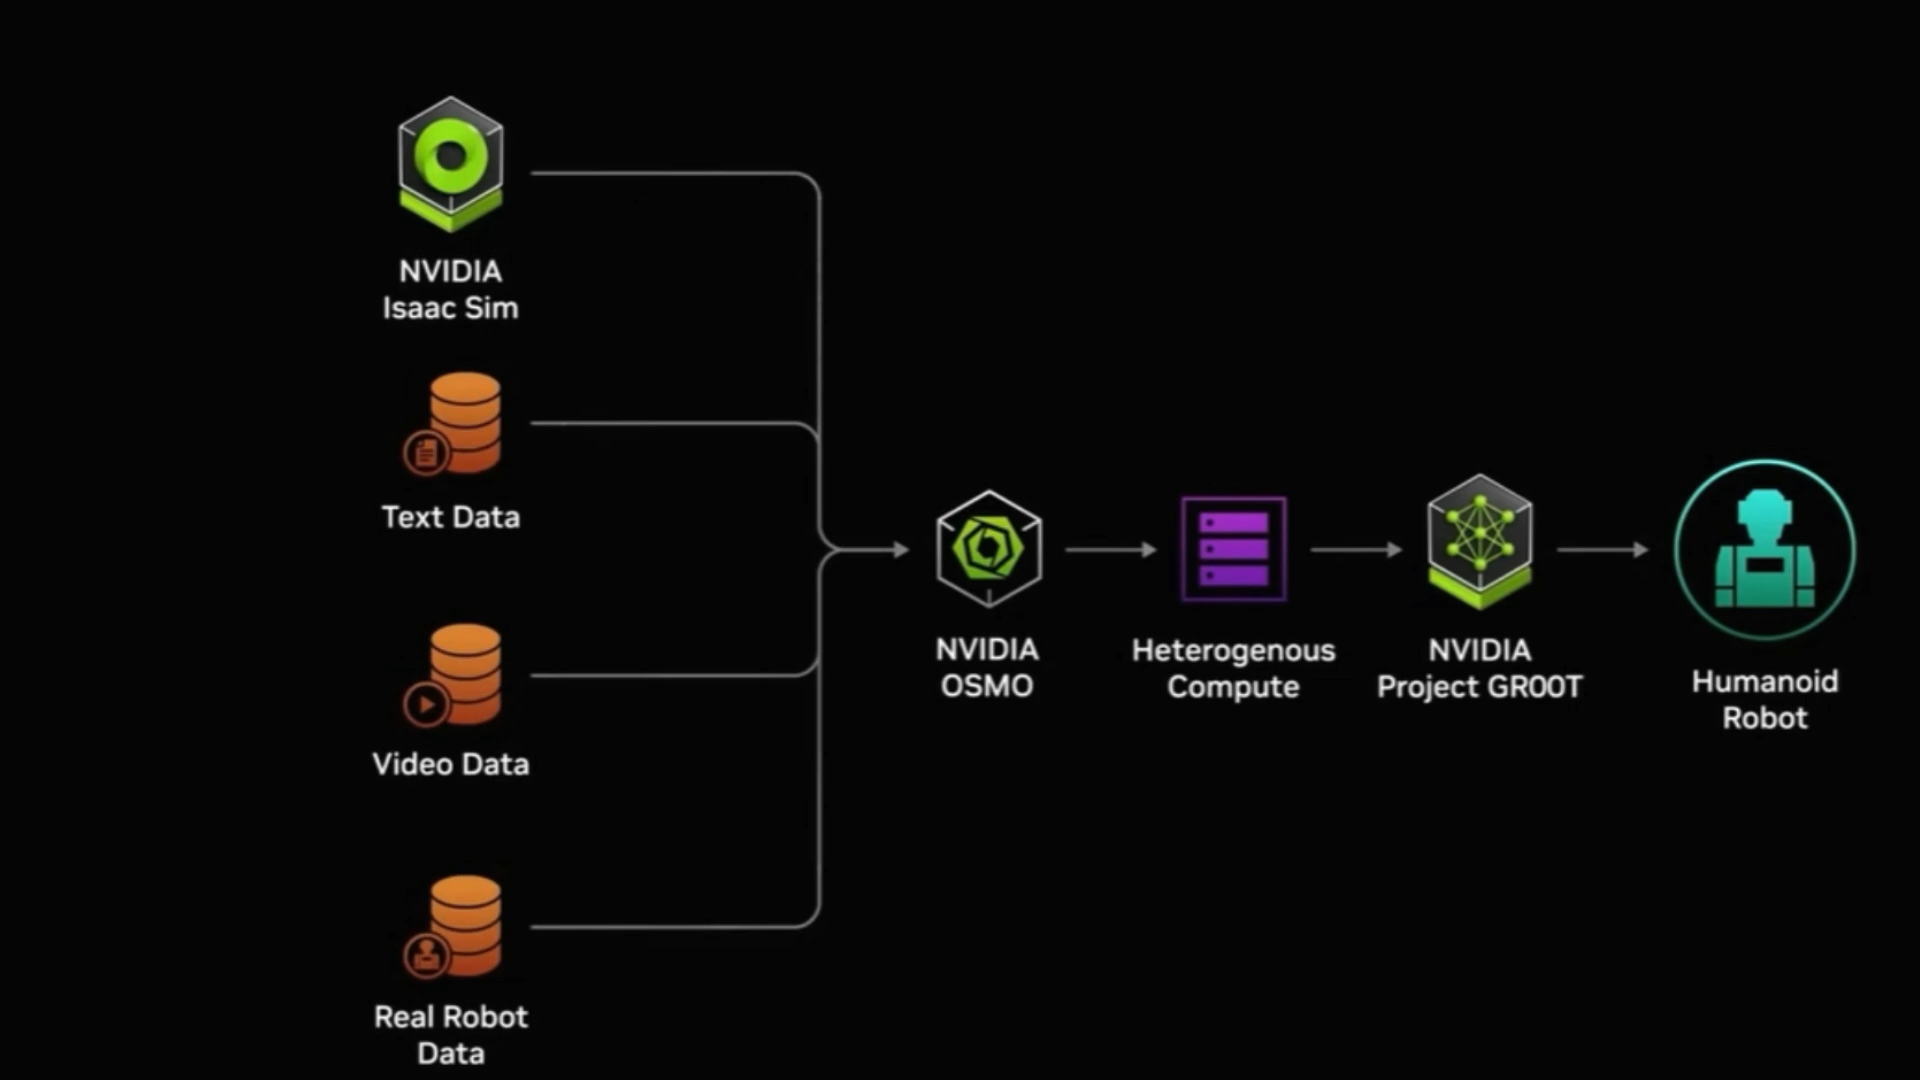 NVIDIA
Isaac Sim
Text Data
Video Data
Real Robot
Data
NVIDIA
OSMO
Heterogenous
Compute
NVIDIA
Project GR00T
Humanoid
Robot